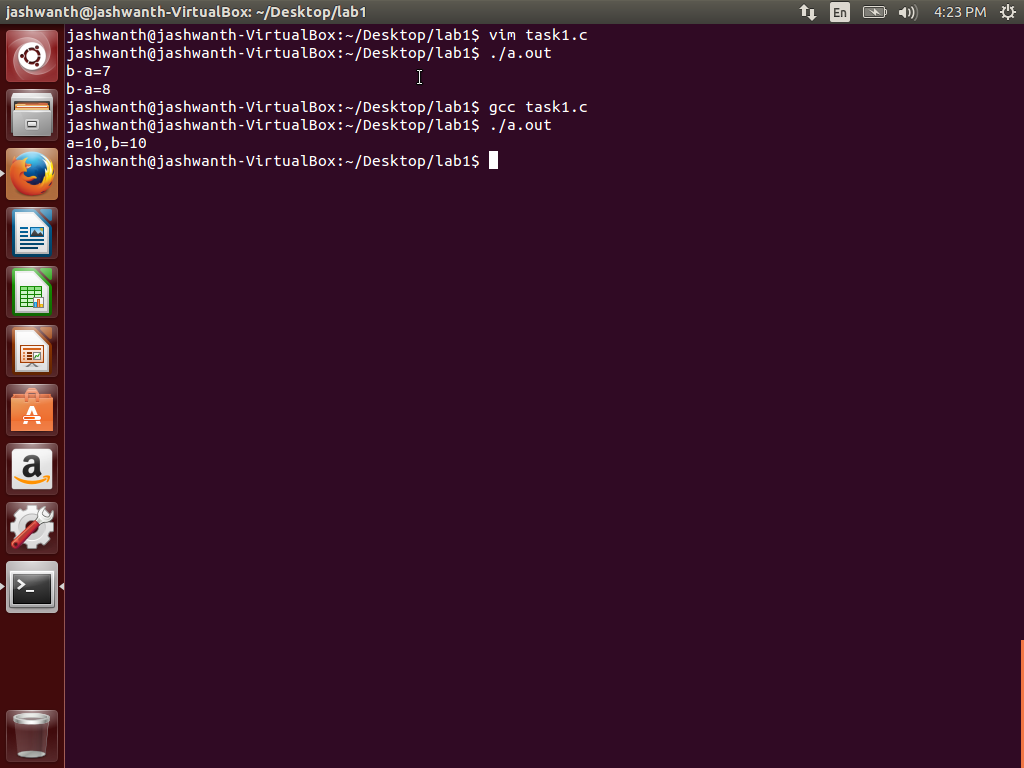 jashwanth@jashwanth-VirtualBox: ~/Desktop/lab1
En
4:23 PM
jashwanth@jashwanth-VirtualBox:~/Desktop/lab1$ vim task1.c
jashwanth@jashwanth-VirtualBox:~/Desktop/lab1$ ./a.out
b-a=7
b-a=8
jashwanth@jashwanth-VirtualBox:~/Desktop/lab1$ gcc task1.c
jashwanth@jashwanth-VirtualBox:~/Desktop/lab1$ ./a.out
a=10,b=10
jashwanth@jashwanth-VirtualBox:~/Desktop/lab1$